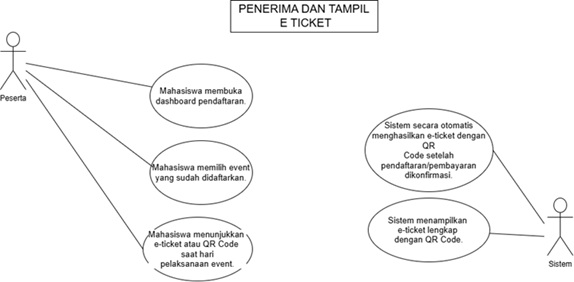 PENERIMA DAN TAMPIL
E TICKET
Peserta
Mahasiswa membuka
dashboard pendaftaran.
Mahasiswa memilih event
yang sudah didaftarkan.
Mahasiswa menunjukkan
e-ticket atau QR Code
saat hari
pelaksanaan event.
Sistem secara otomatis
menghasilkan e-ticket dengan
QR
Code setelah
pendaftaran/pembayaran
dikonfirmasi.
Sistem menampilkan
e-ticket lengkap
dengan QR Code.
Sistem